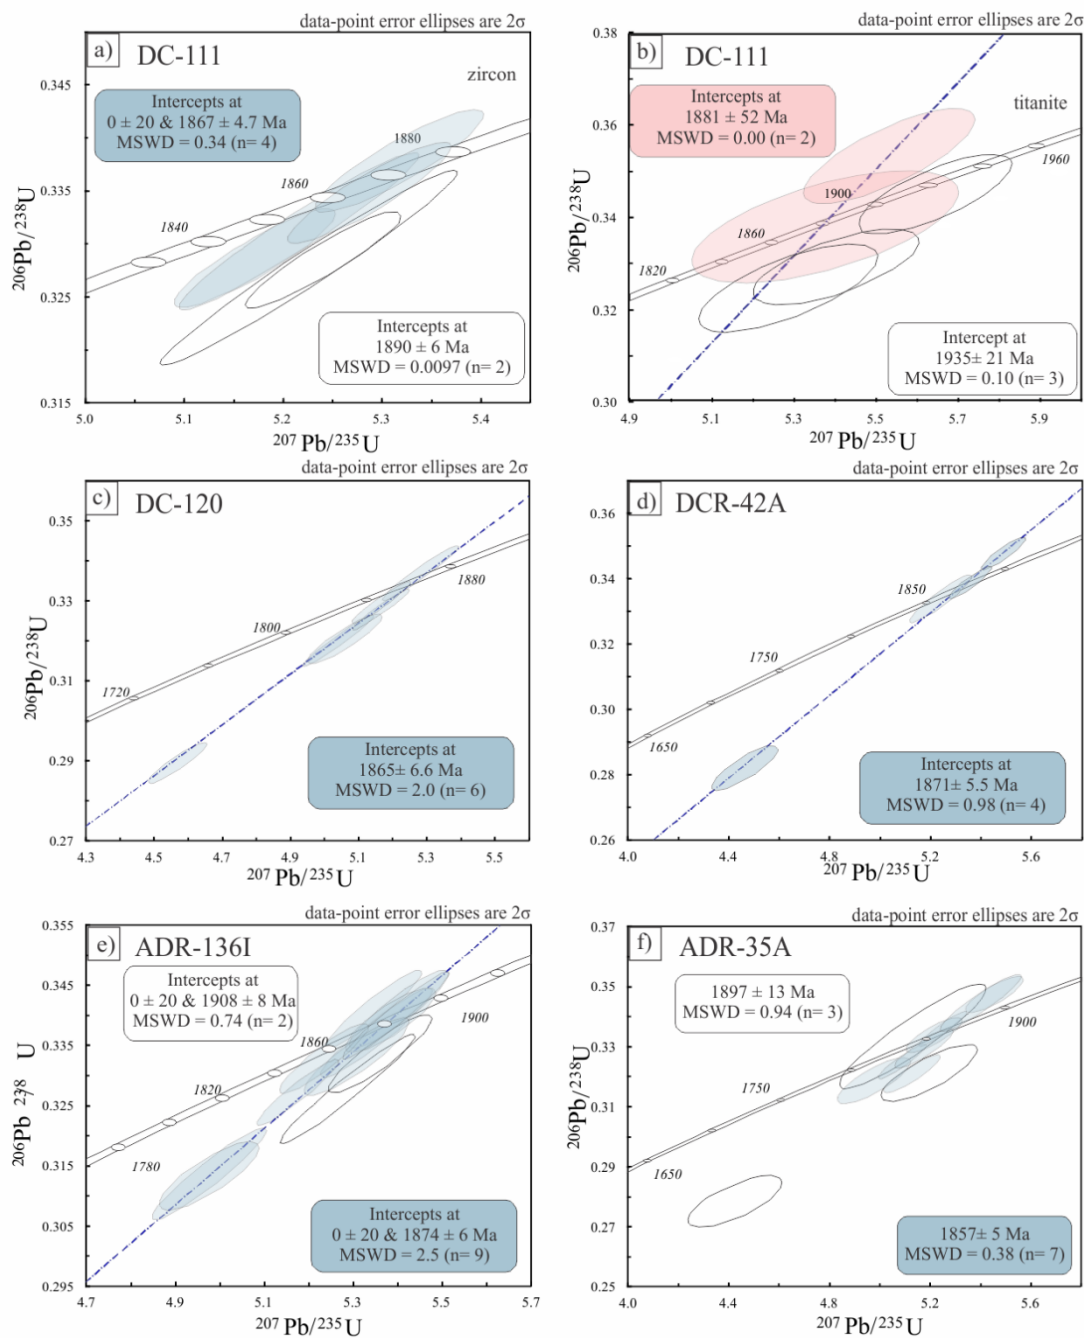 data-point error ellipses are 2σ
a) DC-111
zircon
Intercepts at
0 ± 20 & 1867 ± 4.7 Ma
MSWD = 0.34 (n= 4)
1880
1860
1840
Intercepts at
1890 ± 6 Ma
MSWD = 0.0097 (n= 2)
0.345
0.335
0.325
0.315
206Pb/238U
5.0 5.1 5.2 5.3 5.4
207 Pb/235 U
data-point error ellipses are 2σ
b) DC-111
titanite
Intercepts at
1881 ± 52 Ma
MSWD = 0.00 (n= 2)
1960
1900
1860
1820
Intercept at
1935± 21 Ma
MSWD = 0.10 (n= 3)
0.38
0.36
0.34
0.32
0.30
206Pb/238U
4.9 5.1 5.3 5.5 5.7 5.9
207 Pb/235 U
data-point error ellipses are 2σ
c) DC-120
1880
1800
1720
Intercepts at
1865± 6.6 Ma
MSWD = 2.0 (n= 6)
0.35
0.33
0.31
0.29
0.27
206Pb/238U
4.3 4.5 4.7 4.9 5.1 5.3 5.5
207 Pb/235 U
data-point error ellipses are 2σ
d) DCR-42A
1850
1750
1650
Intercepts at
1871± 5.5 Ma
MSWD = 0.98 (n= 4)
0.36
0.34
0.32
0.30
0.28
0.26
206Pb/238U
4.0 4.4 4.8 5.2 5.6
207 Pb/235 U
data-point error ellipses are 2σ
e) ADR-136I
Intercepts at
0 ± 20 & 1908 ± 8 Ma
MSWD = 0.74 (n= 2)
1900
1860
1820
1780
Intercepts at
0 ± 20 & 1874 ± 6 Ma
MSWD = 2.5 (n= 9)
0.355
0.345
0.335
0.325
0.315
0.305
0.295
206Pb/238 U
4.7 4.9 5.1 5.3 5.5 5.7
207 Pb/235 U
data-point error ellipses are 2σ
f) ADR-35A
1897 ± 13 Ma
MSWD = 0.94 (n= 3)
1900
1750
1650
1857± 5 Ma
MSWD = 0.38 (n= 7)
0.37
0.35
0.33
0.31
0.29
0.27
0.25
206Pb/238U
4.0 4.4 4.8 5.2 5.6
207 Pb/235 U